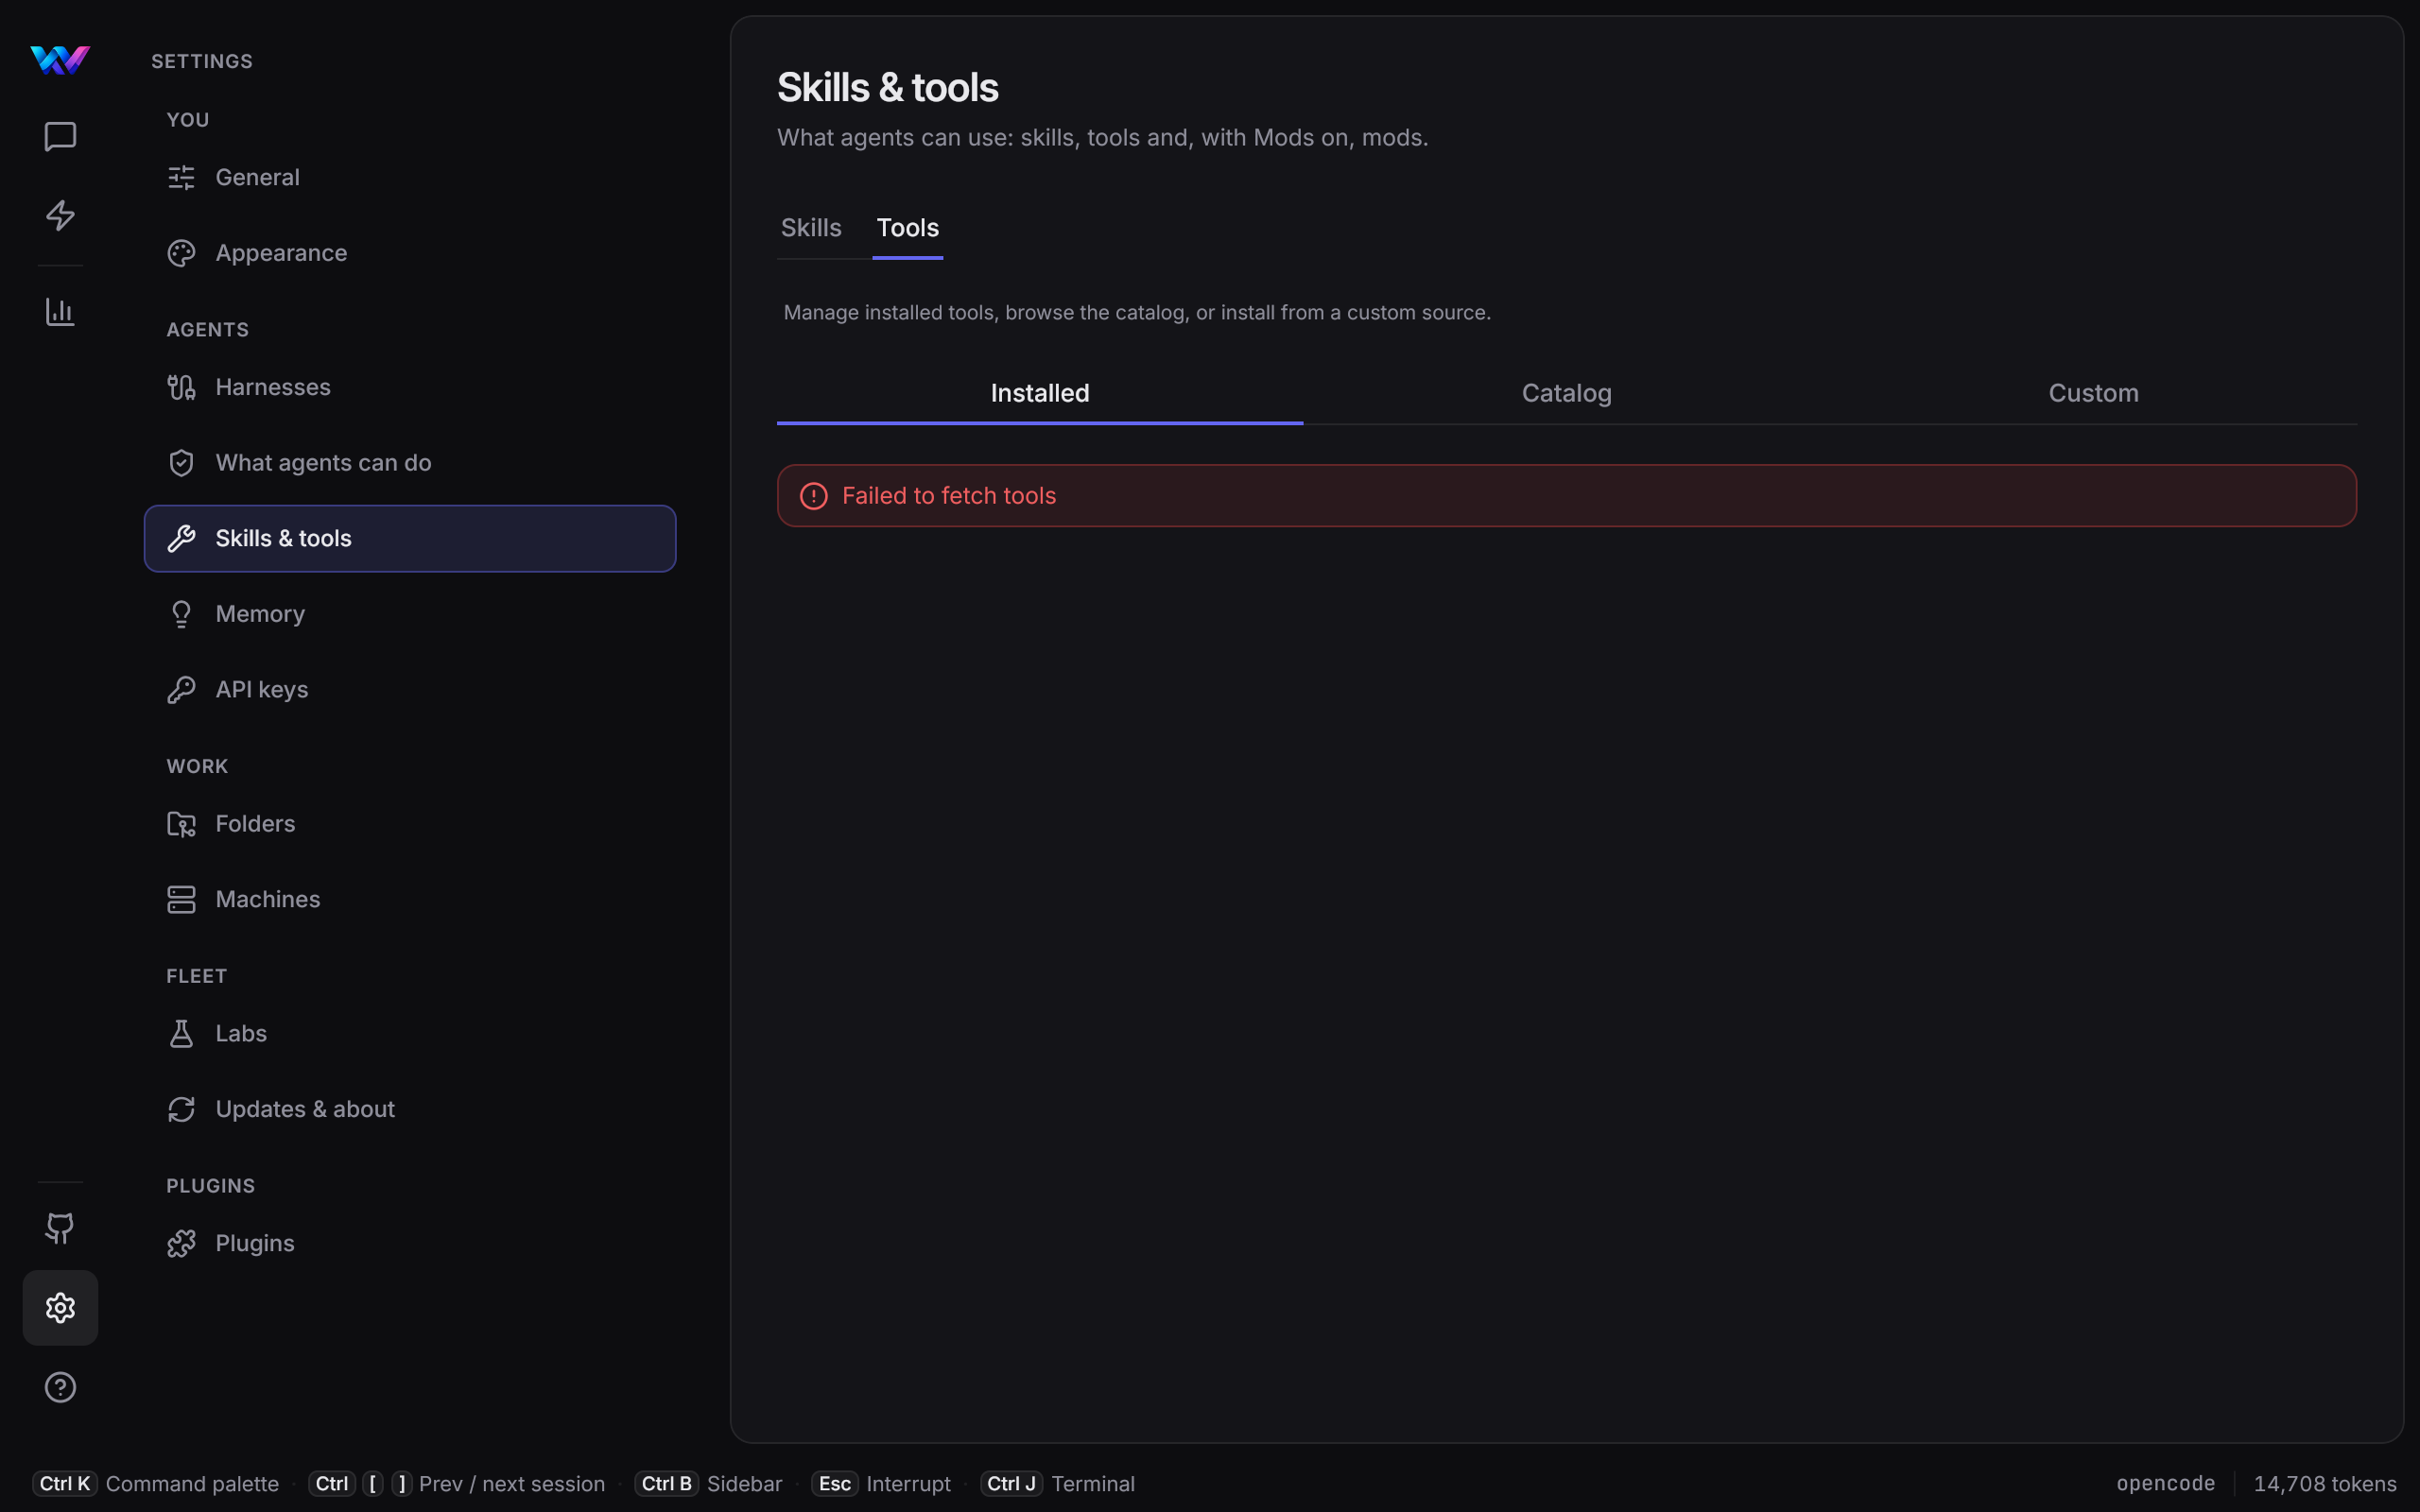 SETTINGS
YOU
General
Appearance
AGENTS
Harnesses
What agents can do
Skills & tools
Memory
API keys
WORK
Folders
Machines
FLEET
Labs
Updates & about
PLUGINS
Plugins
Skills & tools
What agents can use: skills, tools and, with Mods on, mods.
Skills Tools
Manage installed tools, browse the catalog, or install from a custom source.
Installed Catalog Custom
Failed to fetch tools
Ctrl K Command palette · Ctrl [ ] Prev / next session · Ctrl B Sidebar · Esc Interrupt · Ctrl J Terminal opencode 14,708 tokens